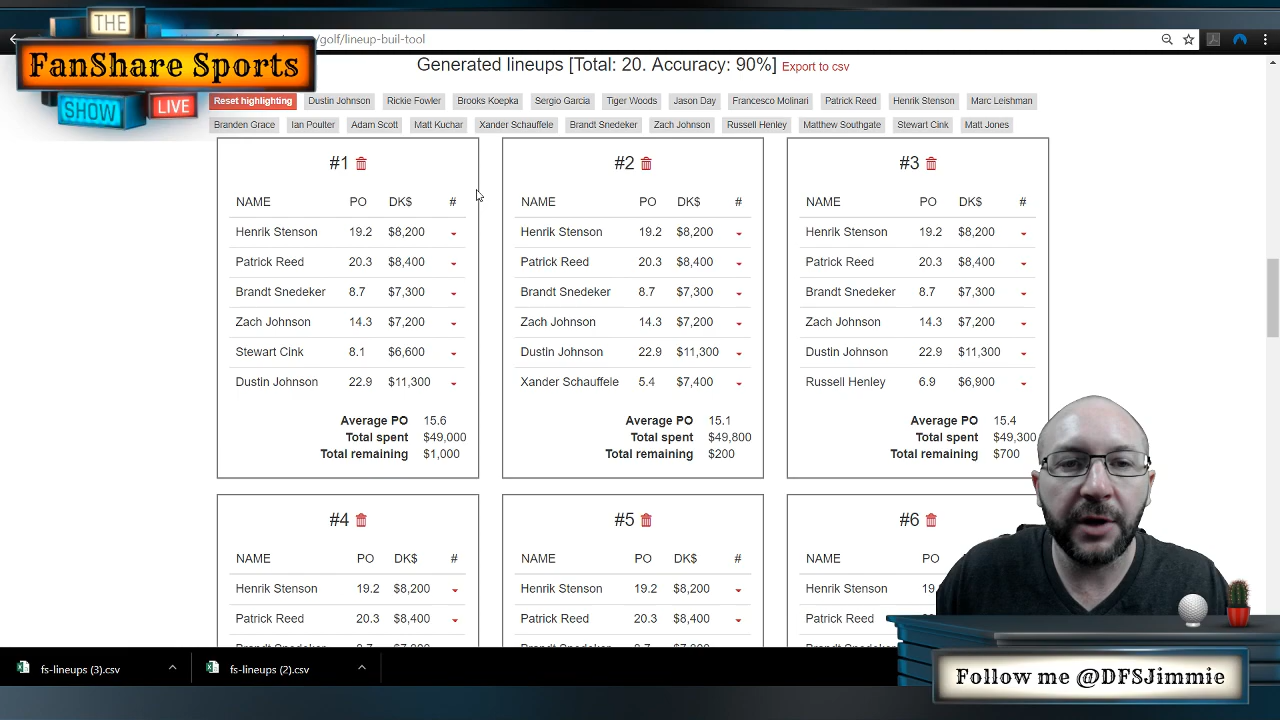 THE
FanShare Sports
SHOW
LIVE
/golf/lineup-buil-tool
Generated lineups [Total: 20. Accuracy: 90%] Export to csv
Reset highlighting Dustin Johnson Rickie Fowler Brooks Koepka Sergio Garcia Tiger Woods Jason Day Francesco Molinari Patrick Reed Henrik Stenson Marc Leishman
Branden Grace Ian Poulter Adam Scott Matt Kuchar Xander Schauffele Brandt Snedeker Zach Johnson Russell Henley Matthew Southgate Stewart Cink Matt Jones
#1
NAME PO DK$ #
Henrik Stenson 19.2 $8,200
Patrick Reed 20.3 $8,400
Brandt Snedeker 8.7 $7,300
Zach Johnson 14.3 $7,200
Stewart Cink 8.1 $6,600
Dustin Johnson 22.9 $11,300
Average PO 15.6
Total spent $49,000
Total remaining $1,000
#2
NAME PO DK$ #
Henrik Stenson 19.2 $8,200
Patrick Reed 20.3 $8,400
Brandt Snedeker 8.7 $7,300
Zach Johnson 14.3 $7,200
Dustin Johnson 22.9 $11,300
Xander Schauffele 5.4 $7,400
Average PO 15.1
Total spent $49,800
Total remaining $200
#3
NAME PO DK$ #
Henrik Stenson 19.2 $8,200
Patrick Reed 20.3 $8,400
Brandt Snedeker 8.7 $7,300
Zach Johnson 14.3 $7,200
Dustin Johnson 22.9 $11,300
Russell Henley 6.9 $6,900
Average PO 15.4
Total spent $49,300
Total remaining $700
#4
NAME PO DK$ #
Henrik Stenson 19.2 $8,200
Patrick Reed 20.3 $8,400
#5
NAME PO DK$ #
Henrik Stenson 19.2 $8,200
Patrick Reed 20.3 $8,400
#6
NAME PO
Henrik Stenson 19.
Patrick Reed
fs-lineups (3).csv
fs-lineups (2).csv
Follow me @DFSJimmie